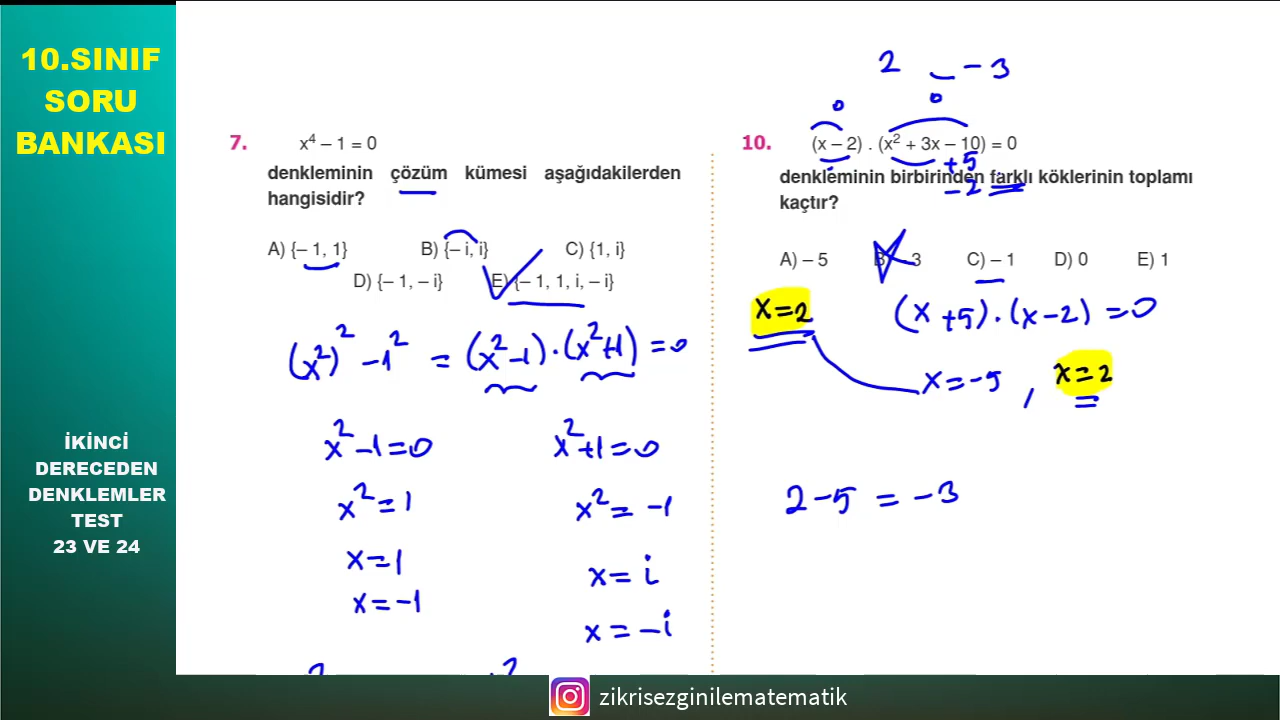 10.SINIF
SORU
BANKASI
İKİNCİ
DERECEDEN
DENKLEMLER
TEST
23 VE 24
7. x⁴ – 1 = 0
denkleminin çözüm kümesi aşağıdakilerden
hangisidir?
A) {– 1, 1} B) {– i, i} C) {1, i}
D) {– 1, – i} E) {– 1, 1, i, – i}
(x²)² – 1² = (x² – 1) . (x² + 1) = 0
x² – 1 = 0 x² + 1 = 0
x² = 1 x² = – 1
x = 1 x = i
x = – 1 x = – i
2 – 3
0 0
10. (x – 2) . (x² + 3x – 10) = 0
+5
–2
denkleminin birbirinden farklı köklerinin toplamı
kaçtır?
A) – 5 B) – 3 C) – 1 D) 0 E) 1
x = 2 (x + 5) . (x – 2) = 0
x = – 5 , x = 2
2 – 5 = – 3
zikrisezginilematematik